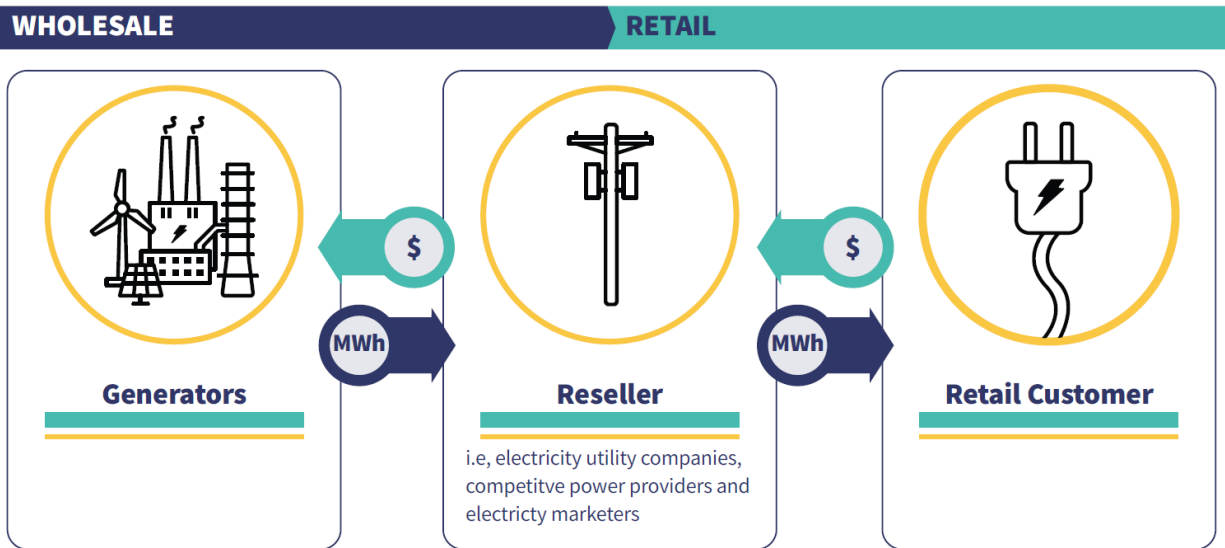 WHOLESALE
RETAIL
$
$
MWh
MWh
Generators
Reseller
Retail Customer
i.e, electricity utility companies,
competitve power providers and
electricty marketers